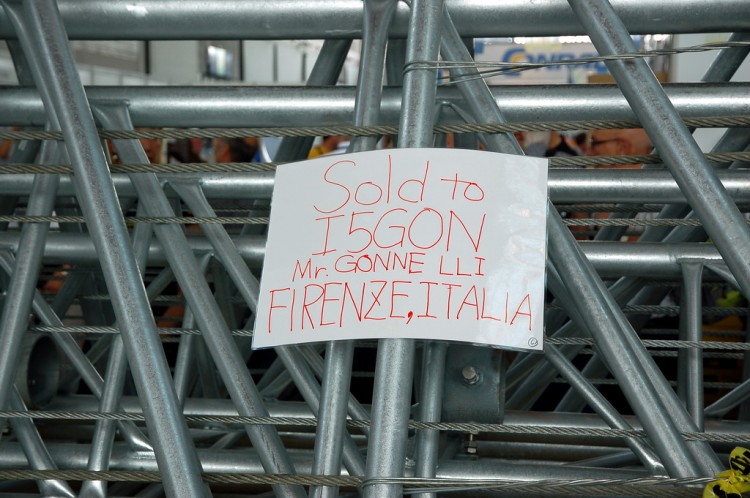 Sold to
I5GON
Mr. GONNE LLI
FIRENZE, ITALIA